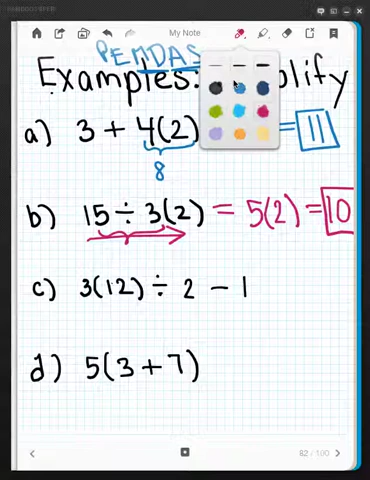 My Note
PEMDAS
Examples:
a) 3 + 4(2) = 11
8
b) 15 ÷ 3(2) = 5(2) = 10
c) 3(12) ÷ 2 - 1
d) 5(3 + 7)
82 / 100